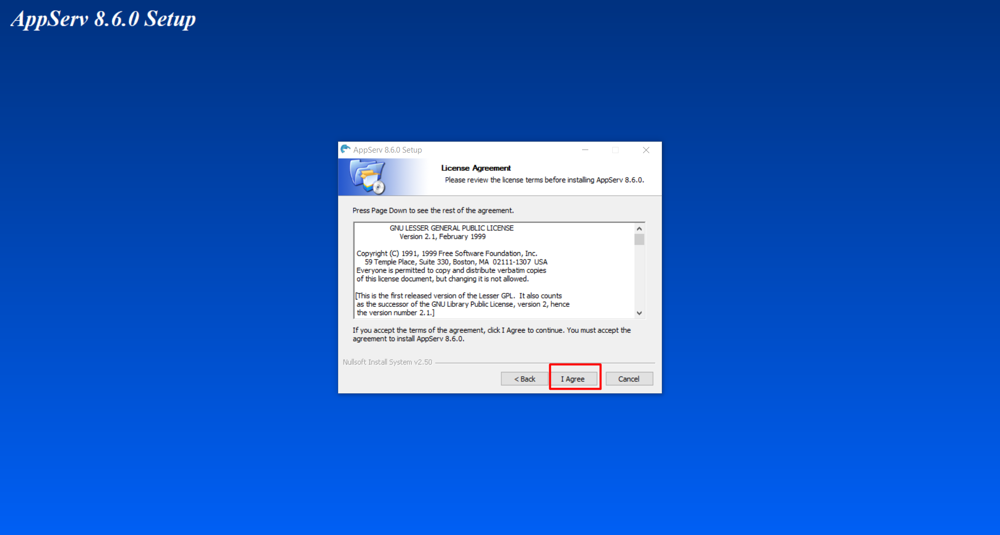 AppServ 8.6.0 Setup
AppServ 8.6.0 Setup
License Agreement
Please review the license terms before installing AppServ 8.6.0.
Press Page Down to see the rest of the agreement.
GNU LESSER GENERAL PUBLIC LICENSE
Version 2.1, February 1999
Copyright (C) 1991, 1999 Free Software Foundation, Inc.
59 Temple Place, Suite 330, Boston, MA  02111-1307  USA
Everyone is permitted to copy and distribute verbatim copies
of this license document, but changing it is not allowed.
[This is the first released version of the Lesser GPL.  It also counts
as the successor of the GNU Library Public License, version 2, hence
the version number 2.1.]
If you accept the terms of the agreement, click I Agree to continue. You must accept the
agreement to install AppServ 8.6.0.
Nullsoft Install System v2.50
< Back
I Agree
Cancel